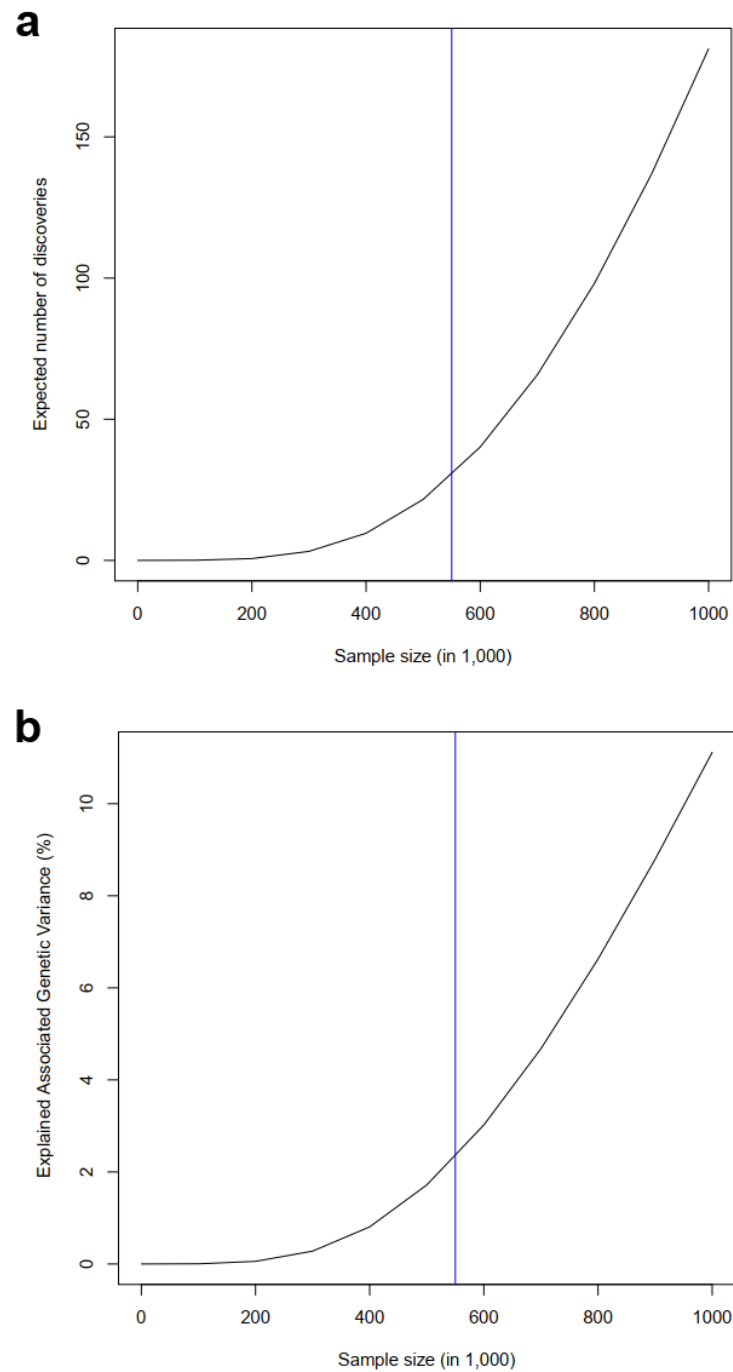 a
Expected number of discoveries
150
100
50
0
0 200 400 600 800 1000
Sample size (in 1,000)
b
Explained Associated Genetic Variance (%)
10
8
6
4
2
0
0 200 400 600 800 1000
Sample size (in 1,000)